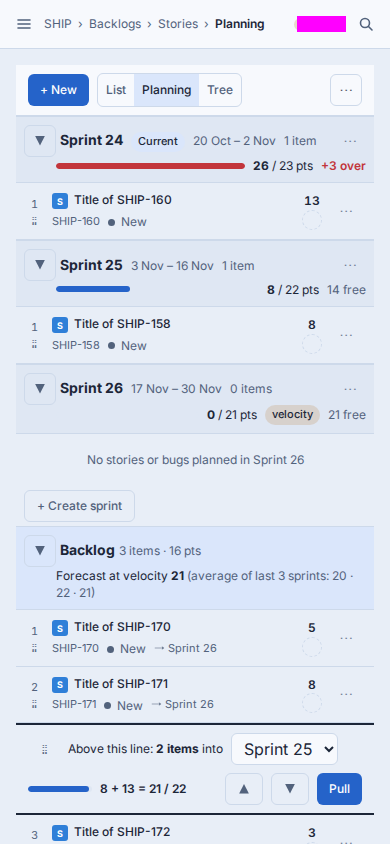 SHIP › Backlogs › Stories › Planning
+ New List Planning Tree ...
▼ Sprint 24 Current 20 Oct – 2 Nov 1 item ...
26 / 23 pts +3 over
1 S Title of SHIP-160 13 ...
SHIP-160 New
▼ Sprint 25 3 Nov – 16 Nov 1 item ...
8 / 22 pts 14 free
1 S Title of SHIP-158 8 ...
SHIP-158 New
▼ Sprint 26 17 Nov – 30 Nov 0 items ...
0 / 21 pts velocity 21 free
No stories or bugs planned in Sprint 26
+ Create sprint
▼ Backlog 3 items · 16 pts
Forecast at velocity 21 (average of last 3 sprints: 20 ·
22 · 21)
1 S Title of SHIP-170 5 ...
SHIP-170 New → Sprint 26
2 S Title of SHIP-171 8 ...
SHIP-171 New → Sprint 26
Above this line: 2 items into Sprint 25
8 + 13 = 21 / 22 ▲ ▼ Pull
3 S Title of SHIP-172 3 ...